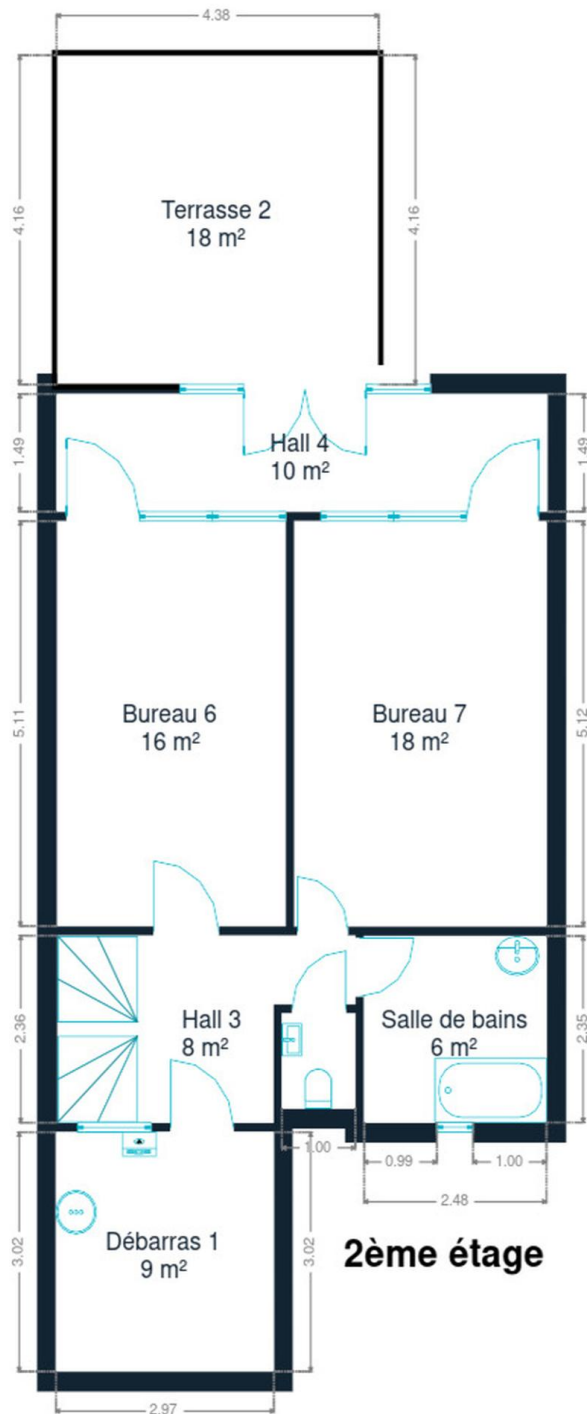 4.38
4.16
4.16
Terrasse 2
18 m²
1.49
1.49
Hall 4
10 m²
5.11
5.12
Bureau 6
16 m²
Bureau 7
18 m²
2.36
2.35
Hall 3
8 m²
Salle de bains
6 m²
1.00
0.99
1.00
2.48
3.02
3.02
Débarras 1
9 m²
2ème étage
2.97